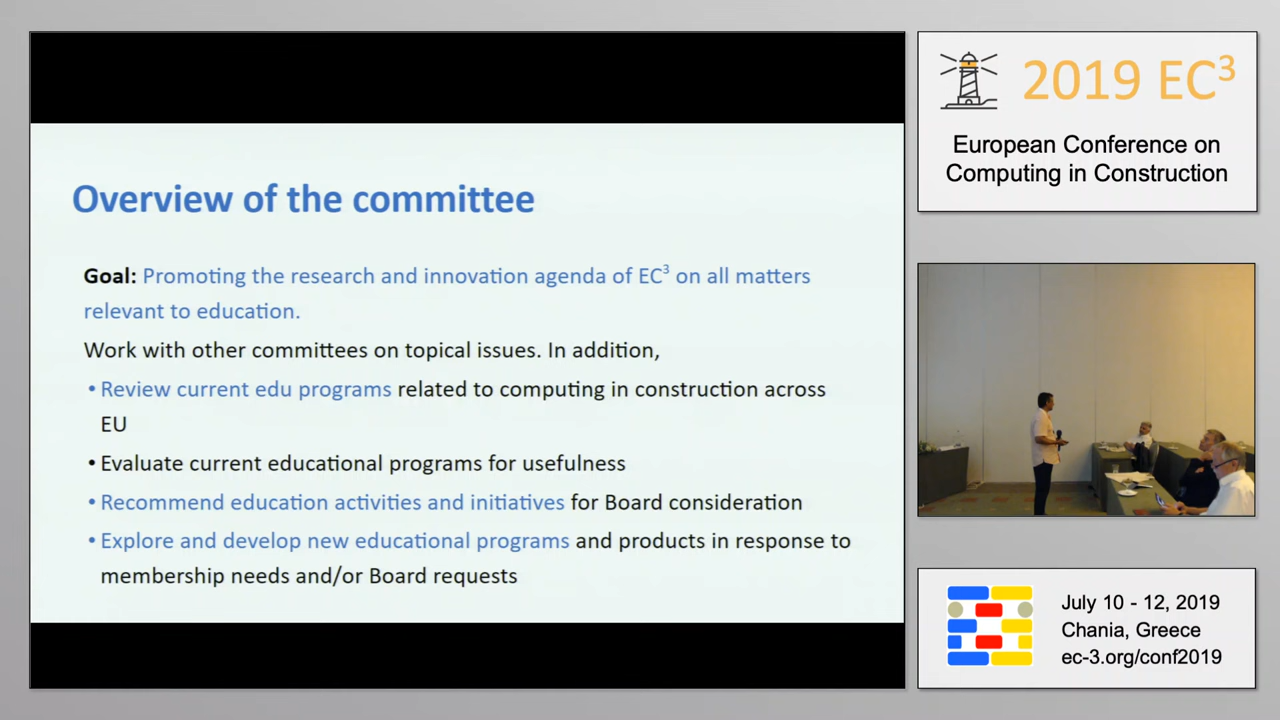 Overview of the committee
Goal: Promoting the research and innovation agenda of EC³ on all matters
relevant to education.
Work with other committees on topical issues. In addition,
• Review current edu programs related to computing in construction across
EU
• Evaluate current educational programs for usefulness
• Recommend education activities and initiatives for Board consideration
• Explore and develop new educational programs and products in response to
membership needs and/or Board requests
2019 EC³
European Conference on
Computing in Construction
July 10 - 12, 2019
Chania, Greece
ec-3.org/conf2019